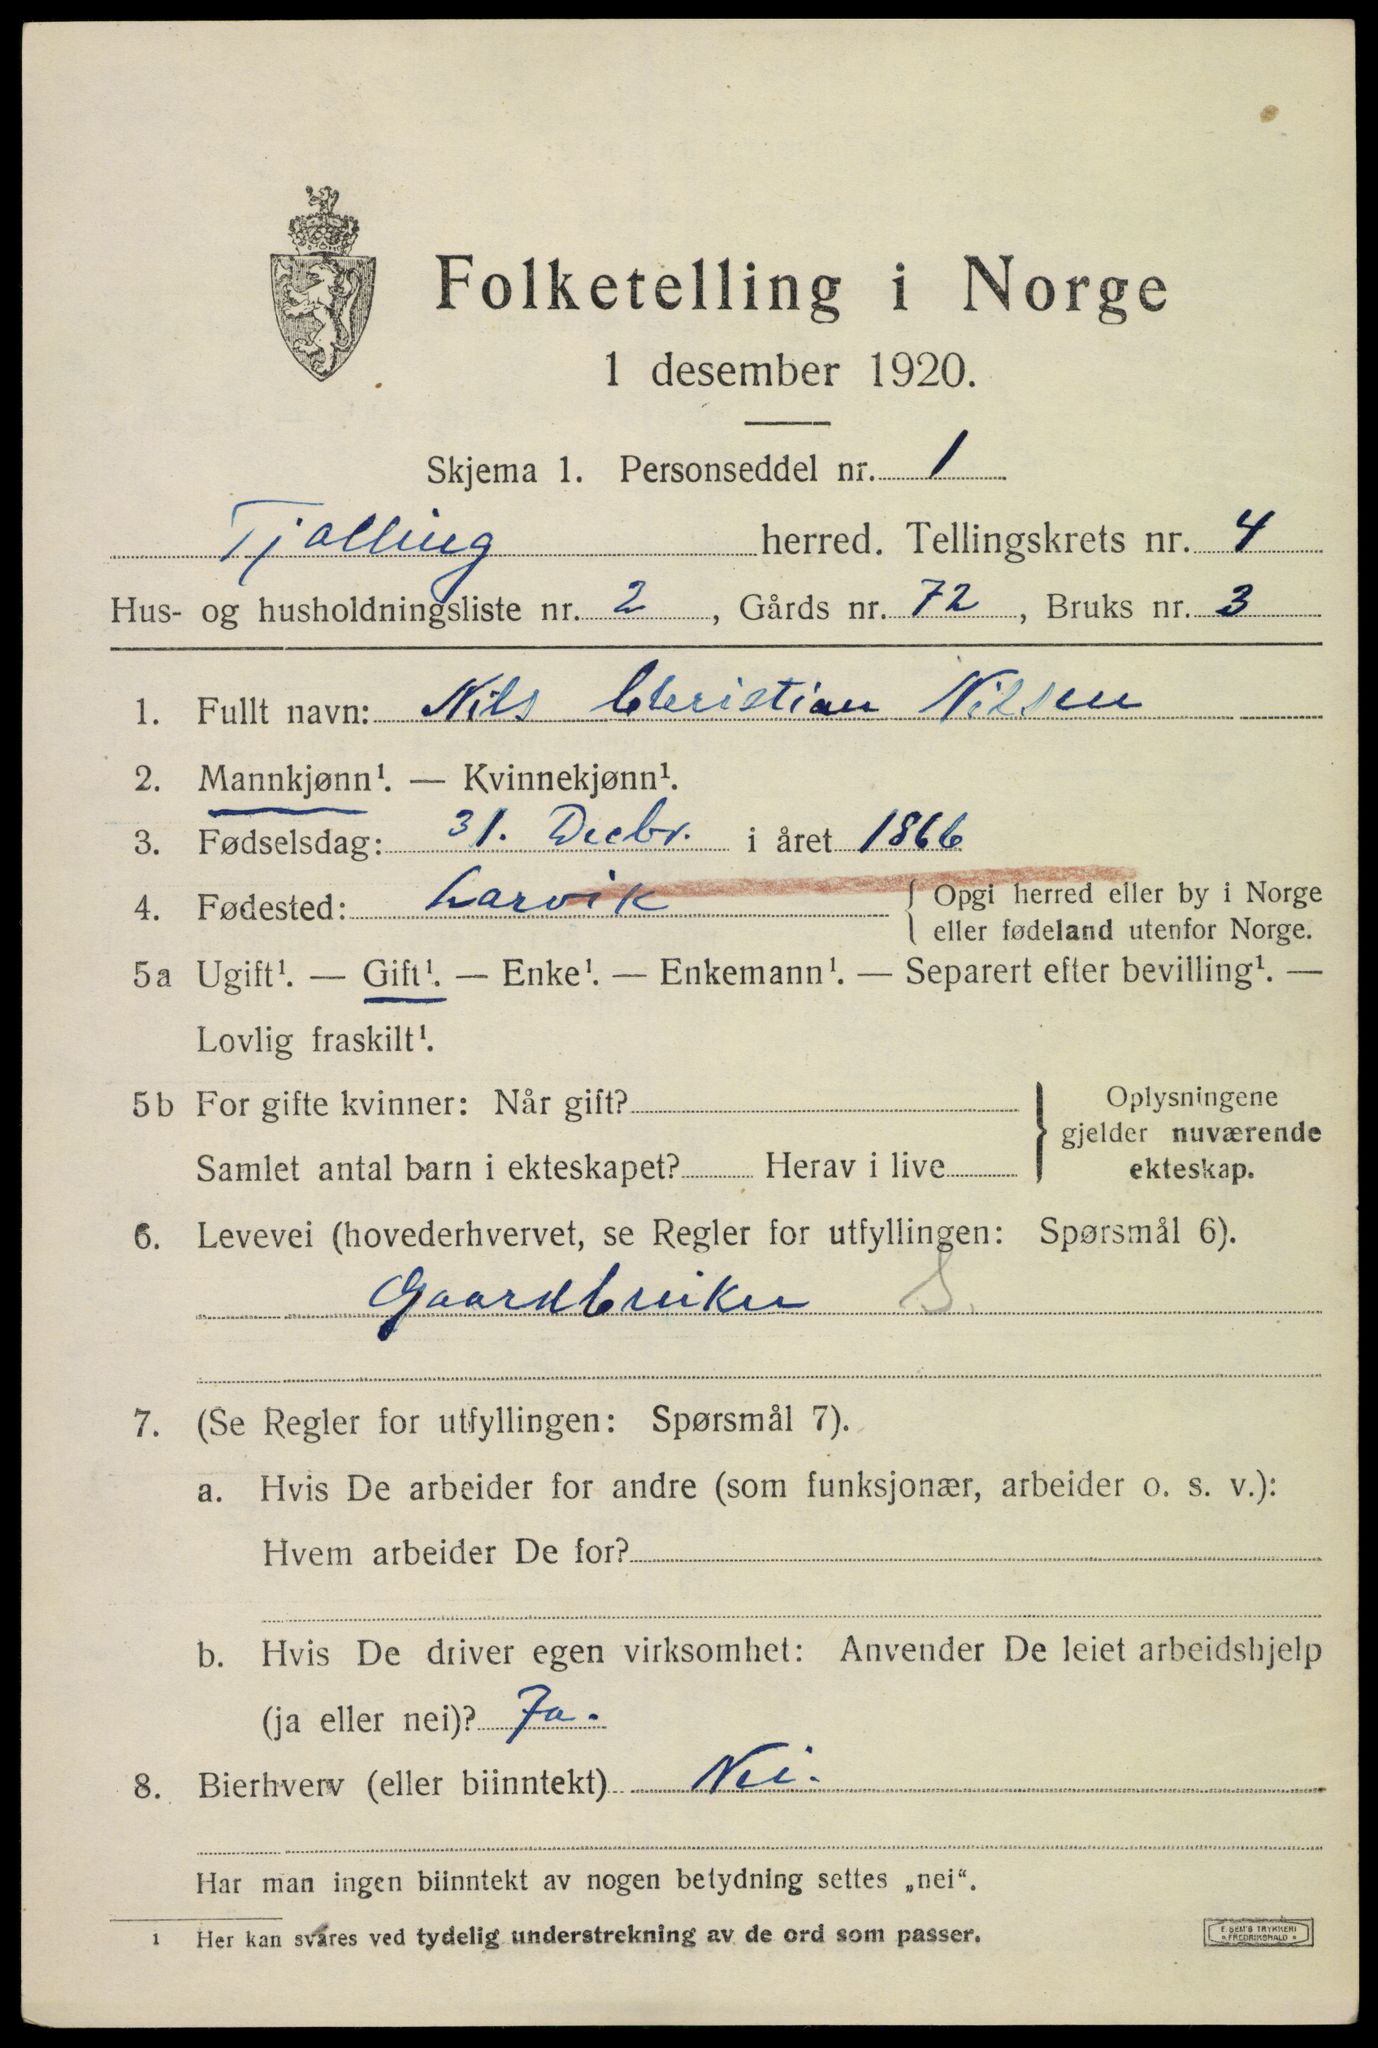 Folketelling i Norge
1 desember 1920.
Skjema 1. Personseddel nr. 1
Tjølling herred. Tellingskrets nr. 4
Hus- og husholdningsliste nr. 2, Gårds nr. 72, Bruks nr. 3
1. Fullt navn: Nils Christian Nilsen
2. Mannkjønn¹. — Kvinnekjønn¹.
3. Fødselsdag: 31. Decbr. i året 1866
4. Fødested: Larvik { Opgi herred eller by i Norge
eller fødeland utenfor Norge.
5a Ugift¹. — Gift¹. — Enke¹. — Enkemann¹. — Separert efter bevilling¹. —
Lovlig fraskilt¹.
5b For gifte kvinner: Når gift? } Oplysningene
gjelder nuværende
Samlet antal barn i ekteskapet? Herav i live ekteskap.
6. Levevei (hovederhvervet, se Regler for utfyllingen: Spørsmål 6).
Gaardbruker S.
7. (Se Regler for utfyllingen: Spørsmål 7).
a. Hvis De arbeider for andre (som funksjonær, arbeider o. s. v.):
Hvem arbeider De for?
b. Hvis De driver egen virksomhet: Anvender De leiet arbeidshjelp
(ja eller nei)? Ja.
8. Bierhverv (eller biinntekt) Nei.
Har man ingen biinntekt av nogen betydning settes „nei“.
1 Her kan svares ved tydelig understrekning av de ord som passer.
E. SEM'S TRYKKERI
FREDRIKSHALD